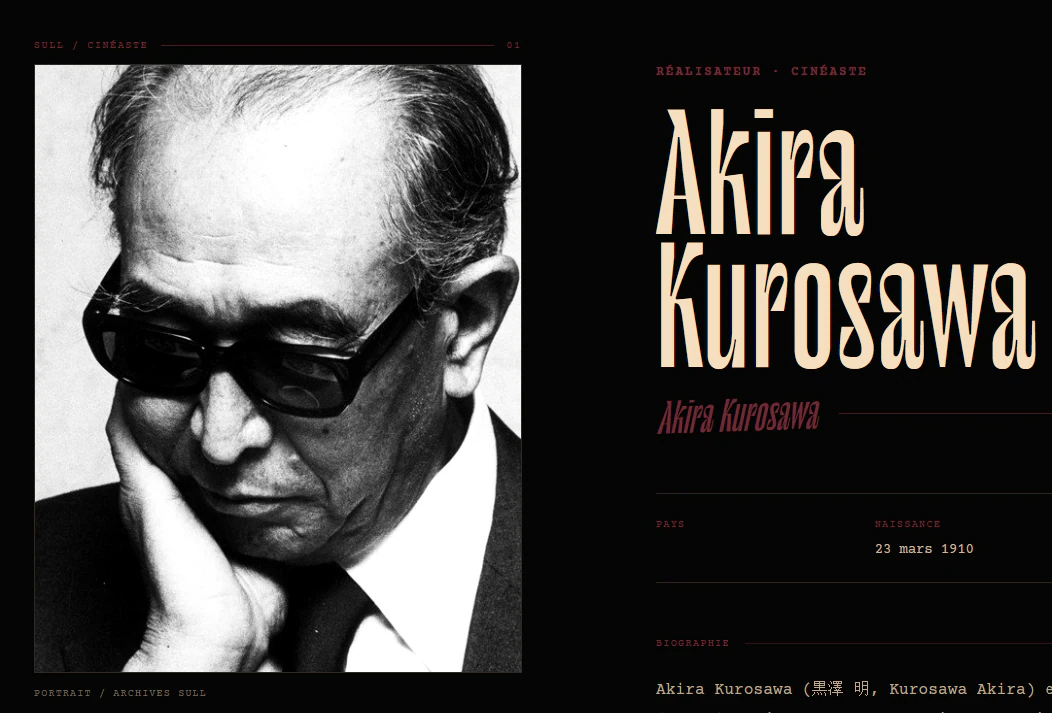 SULL / CINÉASTE 01
PORTRAIT / ARCHIVES SULL
RÉALISATEUR · CINÉASTE
Akira
Kurosawa
Akira Kurosawa
PAYS
NAISSANCE
23 mars 1910
BIOGRAPHIE
Akira Kurosawa (黒澤 明, Kurosawa Akira) e